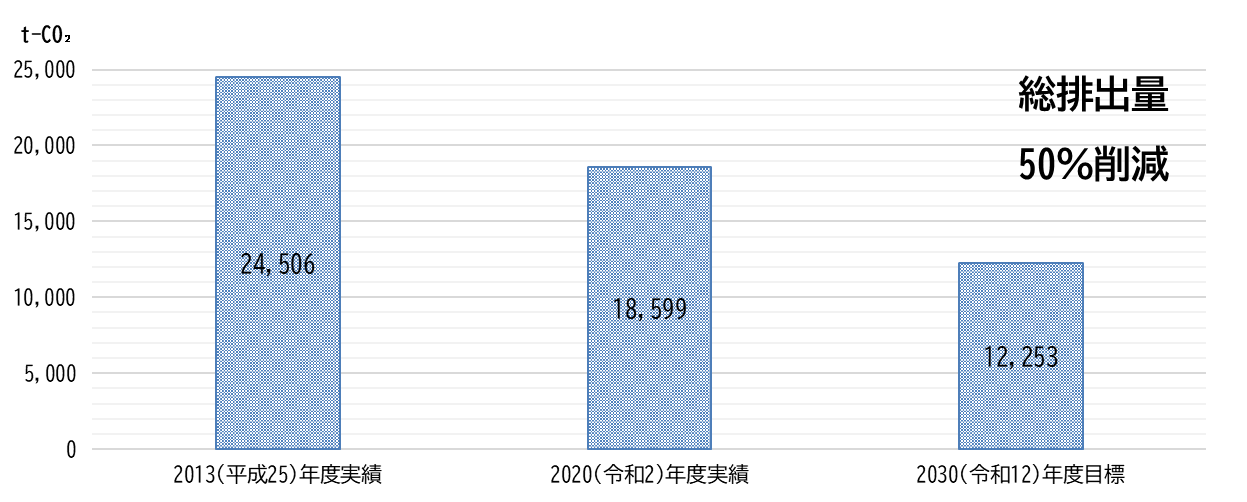 t-CO₂
25,000
20,000
15,000
10,000
5,000
0
総排出量
50%削減
24,506
18,599
12,253
2013(平成25)年度実績
2020(令和2)年度実績
2030(令和12)年度目標